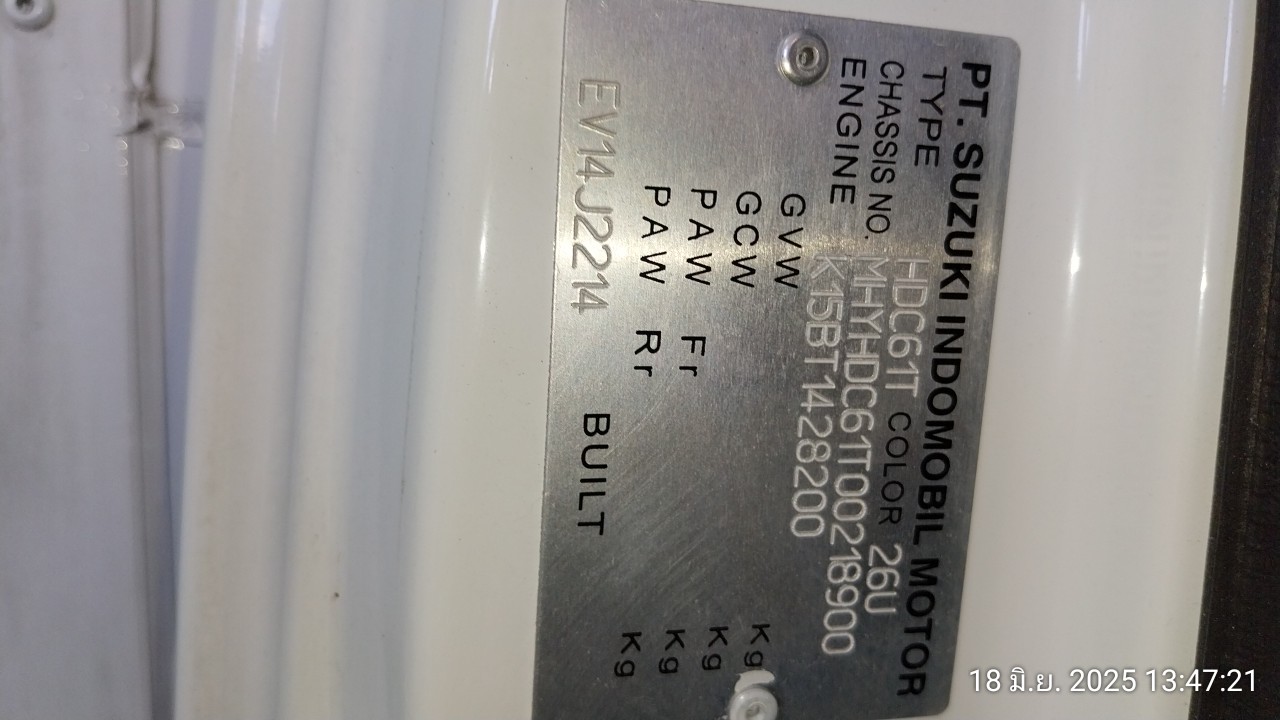 PT. SUZUKI INDOMOBIL MOTOR
TYPE HDC61T COLOR 26U
CHASSIS NO. MHYHDC61T00218900
ENGINE K15BT1428200
GVW Kg
GCW Kg
PAW Fr Kg
PAW Rr Kg
EV14J2214 BUILT
18 มิ.ย. 2025 13:47:21